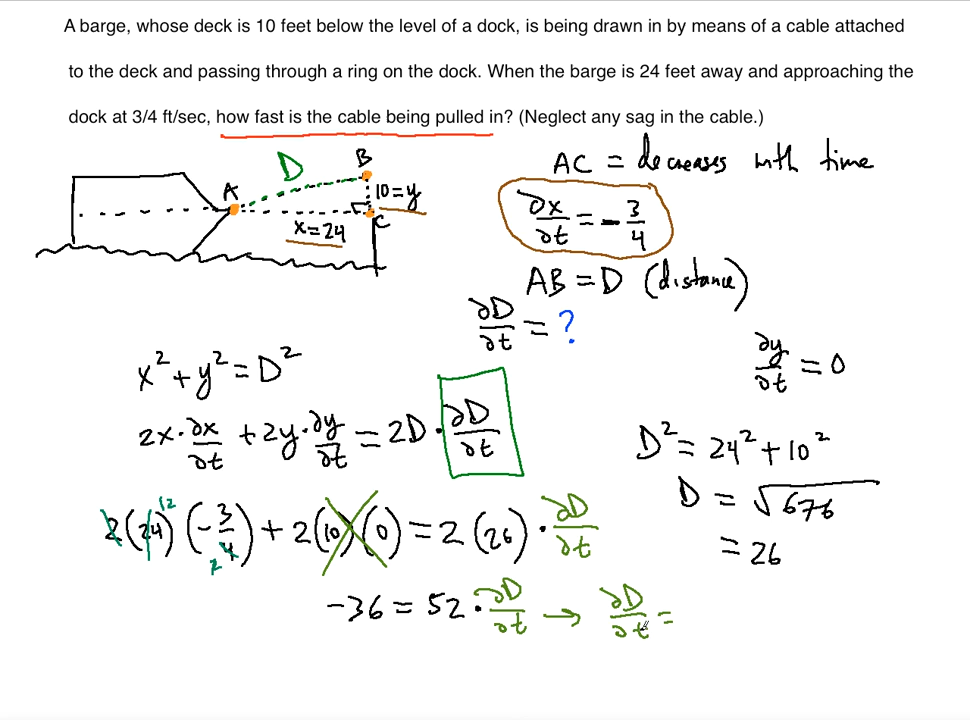 A barge, whose deck is 10 feet below the level of a dock, is being drawn in by means of a cable attached
to the deck and passing through a ring on the dock. When the barge is 24 feet away and approaching the
dock at 3/4 ft/sec, how fast is the cable being pulled in? (Neglect any sag in the cable.)
D
B
A
10=y
C
x=24
AC = decreases with time
∂x/∂t = -3/4
AB = D (distance)
∂D/∂t = ?
∂y/∂t = 0
x² + y² = D²
2x·∂x/∂t + 2y·∂y/∂t = 2D·∂D/∂t
D² = 24² + 10²
D = √676
= 26
12
2(24)(-3/4) + 2(10)(0) = 2(26)·∂D/∂t
2
-36 = 52·∂D/∂t → ∂D/∂t =